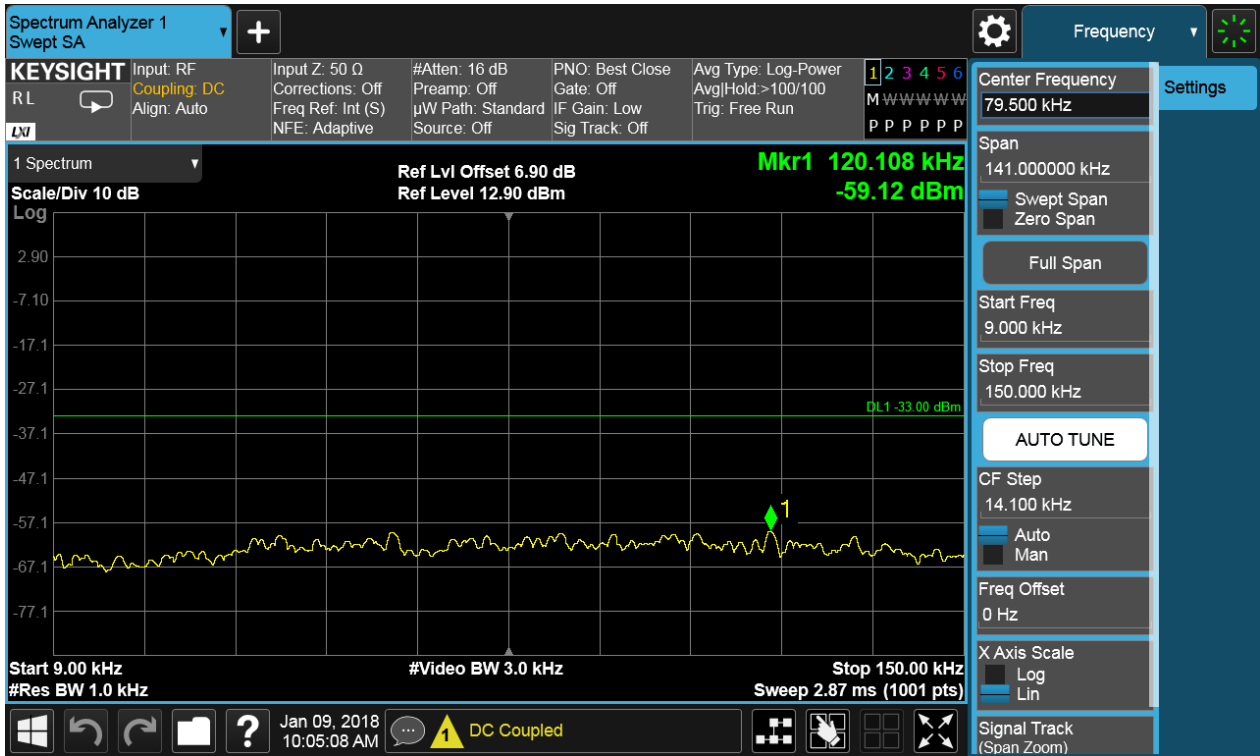 Spectrum Analyzer 1
Swept SA
+
Frequency
KEYSIGHT
RL
LXI
Input: RF
Coupling: DC
Align: Auto
Input Z: 50 Ω
Corrections: Off
Freq Ref: Int (S)
NFE: Adaptive
#Atten: 16 dB
Preamp: Off
µW Path: Standard
Source: Off
PNO: Best Close
Gate: Off
IF Gain: Low
Sig Track: Off
Avg Type: Log-Power
Avg|Hold:>100/100
Trig: Free Run
1 2 3 4 5 6
M W W W W W
P P P P P P
1 Spectrum
Scale/Div 10 dB
Log
Ref Lvl Offset 6.90 dB
Ref Level 12.90 dBm
Mkr1 120.108 kHz
-59.12 dBm
2.90
-7.10
-17.1
-27.1
DL1 -33.00 dBm
-37.1
-47.1
1
-57.1
-67.1
-77.1
Start 9.00 kHz
#Video BW 3.0 kHz
Stop 150.00 kHz
#Res BW 1.0 kHz
Sweep 2.87 ms (1001 pts)
Center Frequency
79.500 kHz
Settings
Span
141.000000 kHz
Swept Span
Zero Span
Full Span
Start Freq
9.000 kHz
Stop Freq
150.000 kHz
AUTO TUNE
CF Step
14.100 kHz
Auto
Man
Freq Offset
0 Hz
X Axis Scale
Log
Lin
Signal Track
(Span Zoom)
?
Jan 09, 2018
10:05:08 AM
1
DC Coupled